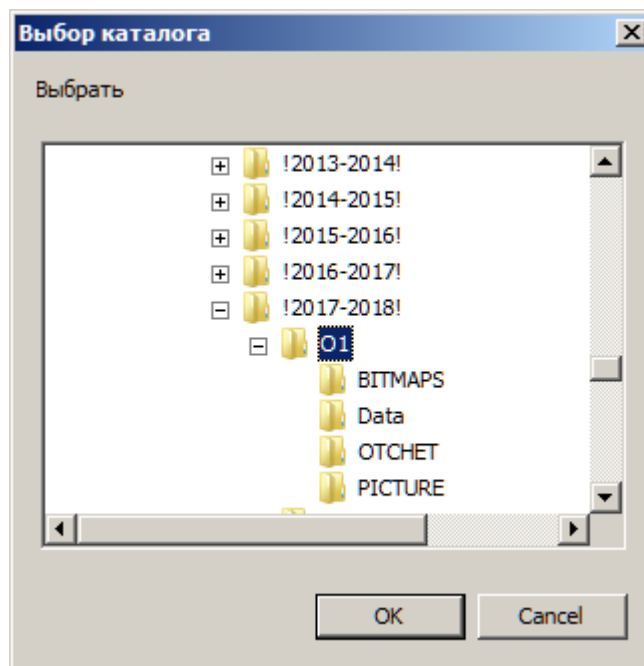 Выбор каталога
Выбрать
!2013-2014!
!2014-2015!
!2015-2016!
!2016-2017!
!2017-2018!
O1
BITMAPS
Data
OTCHET
PICTURE
OK
Cancel